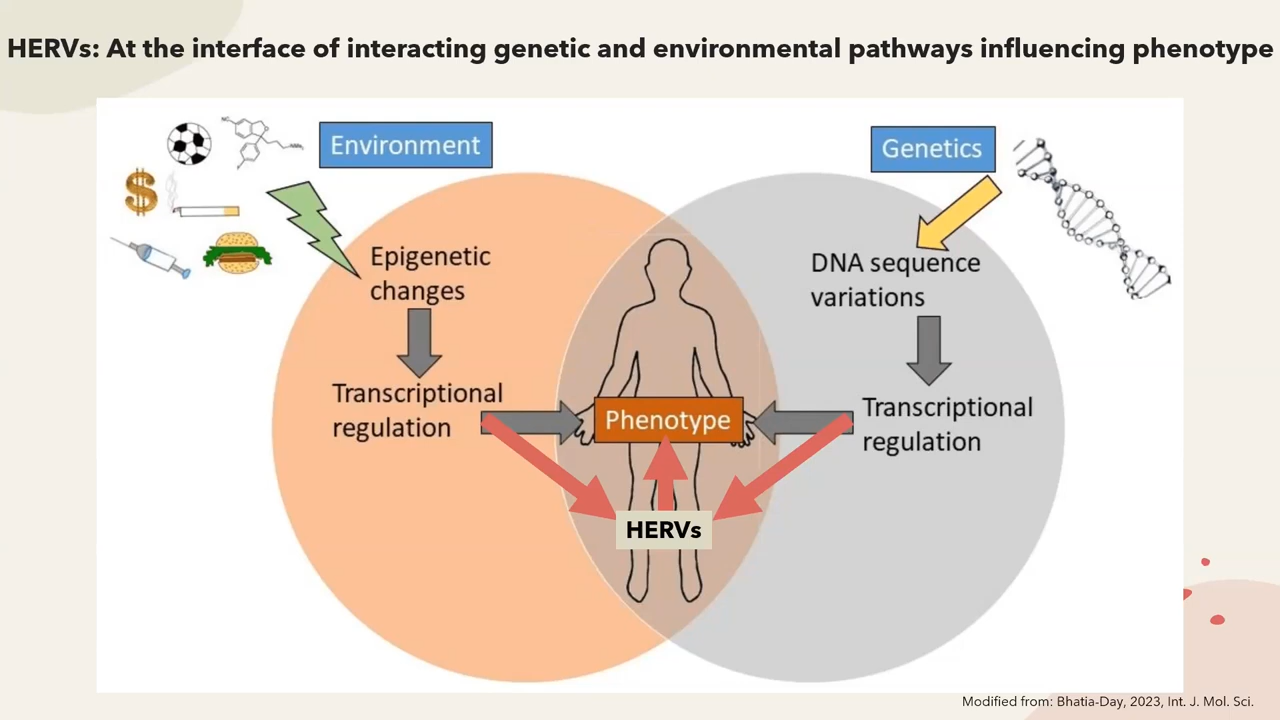 HERVs: At the interface of interacting genetic and environmental pathways influencing phenotype
Environment
Genetics
Epigenetic
changes
DNA sequence
variations
Transcriptional
regulation
Phenotype
Transcriptional
regulation
HERVs
Modified from: Bhatia-Day, 2023, Int. J. Mol. Sci.